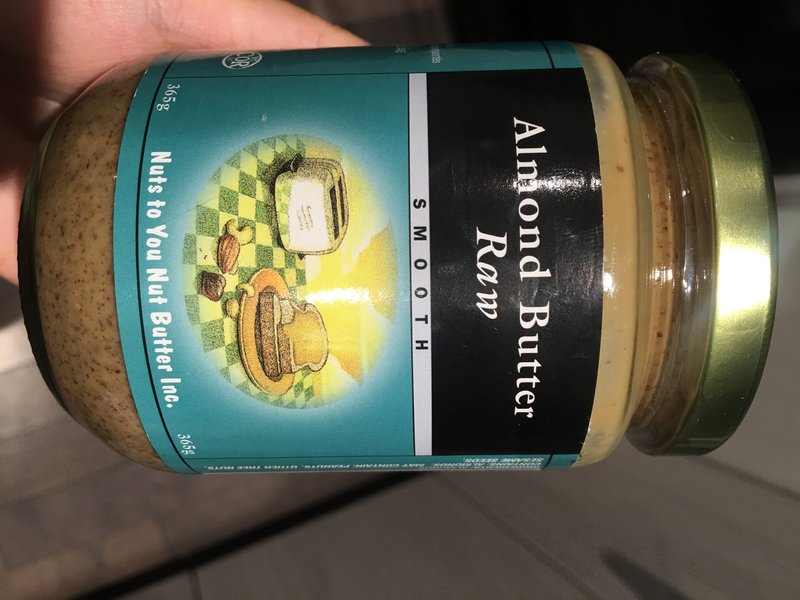 Almond Butter
Raw
SMOOTH
Nuts to You Nut Butter Inc.
365g
365g
COR
CONTAINS ALMONDS. MAY CONTAIN: PEANUTS, OTHER TREE NUTS,
SESAME SEEDS.